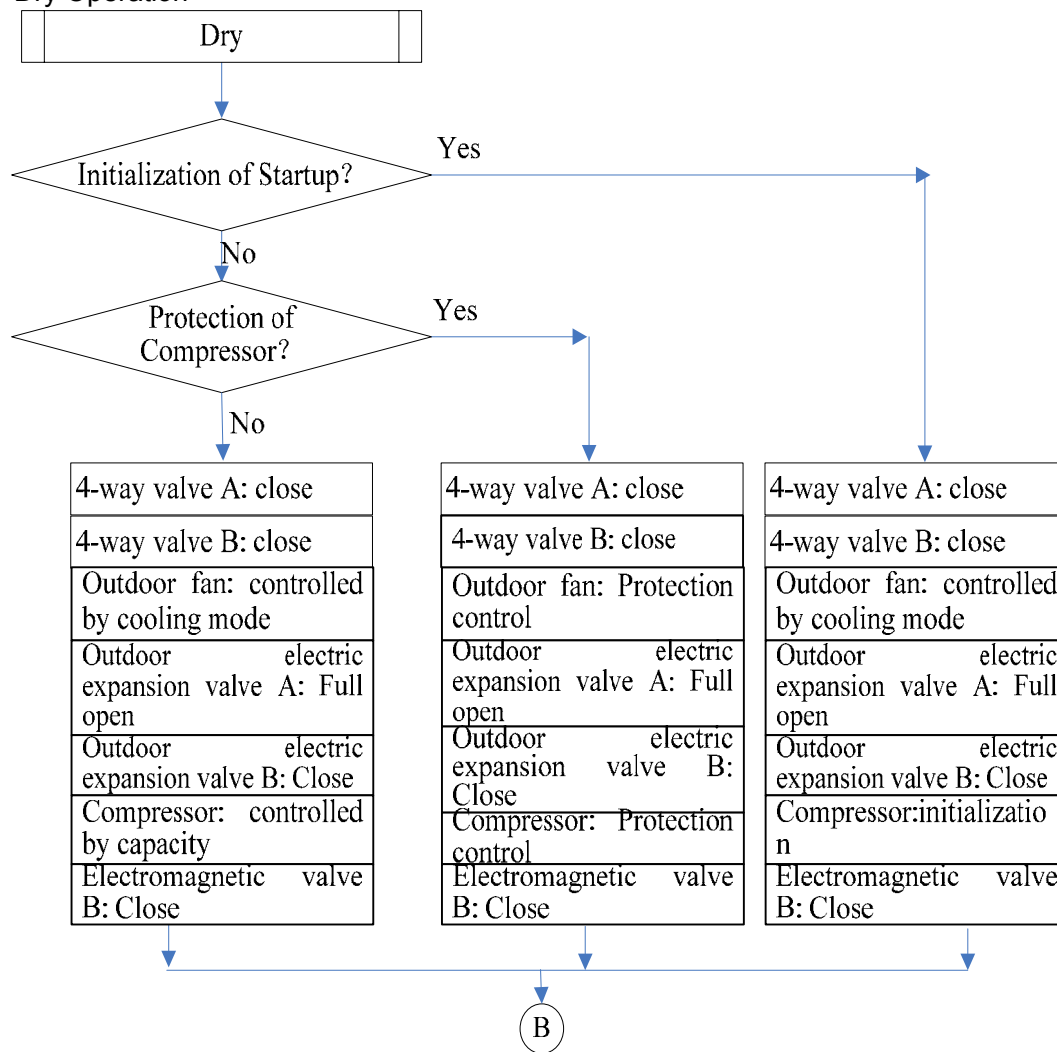 Dry Operation
Dry
Initialization of Startup?
Yes
No
Protection of
Compressor?
Yes
No
4-way valve A: close
4-way valve B: close
Outdoor fan: controlled
by cooling mode
Outdoor electric
expansion valve A: Full
open
Outdoor electric
expansion valve B: Close
Compressor: controlled
by capacity
Electromagnetic valve
B: Close
4-way valve A: close
4-way valve B: close
Outdoor fan: Protection
control
Outdoor electric
expansion valve A: Full
open
Outdoor electric
expansion valve B:
Close
Compressor: Protection
control
Electromagnetic valve
B: Close
4-way valve A: close
4-way valve B: close
Outdoor fan: controlled
by cooling mode
Outdoor electric
expansion valve A: Full
open
Outdoor electric
expansion valve B: Close
Compressor:initializatio
n
Electromagnetic valve
B: Close
B